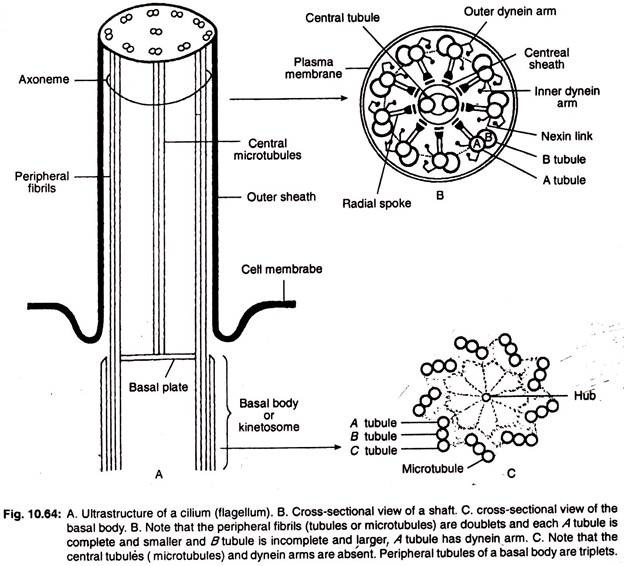 Axoneme
Peripheral
fibrils
Central
microtubules
Outer sheath
Cell membrabe
Basal plate
Basal body
or
kinetosome
A
Central tubule
Outer dynein arm
Plasma
membrane
Centreal
sheath
Inner dynein
arm
Nexin link
B tubule
A tubule
A
B
Radial spoke
B
Hub
A tubule
B tubule
C tubule
Microtubule
C
Fig. 10.64: A. Ultrastructure of a cilium (flagellum). B. Cross-sectional view of a shaft. C. cross-sectional view of the
basal body. B. Note that the peripheral fibrils (tubules or microtubules) are doublets and each A tubule is
complete and smaller and B tubule is incomplete and larger, A tubule has dynein arm. C. Note that the
central tubules ( microtubules) and dynein arms are absent. Peripheral tubules of a basal body are triplets.